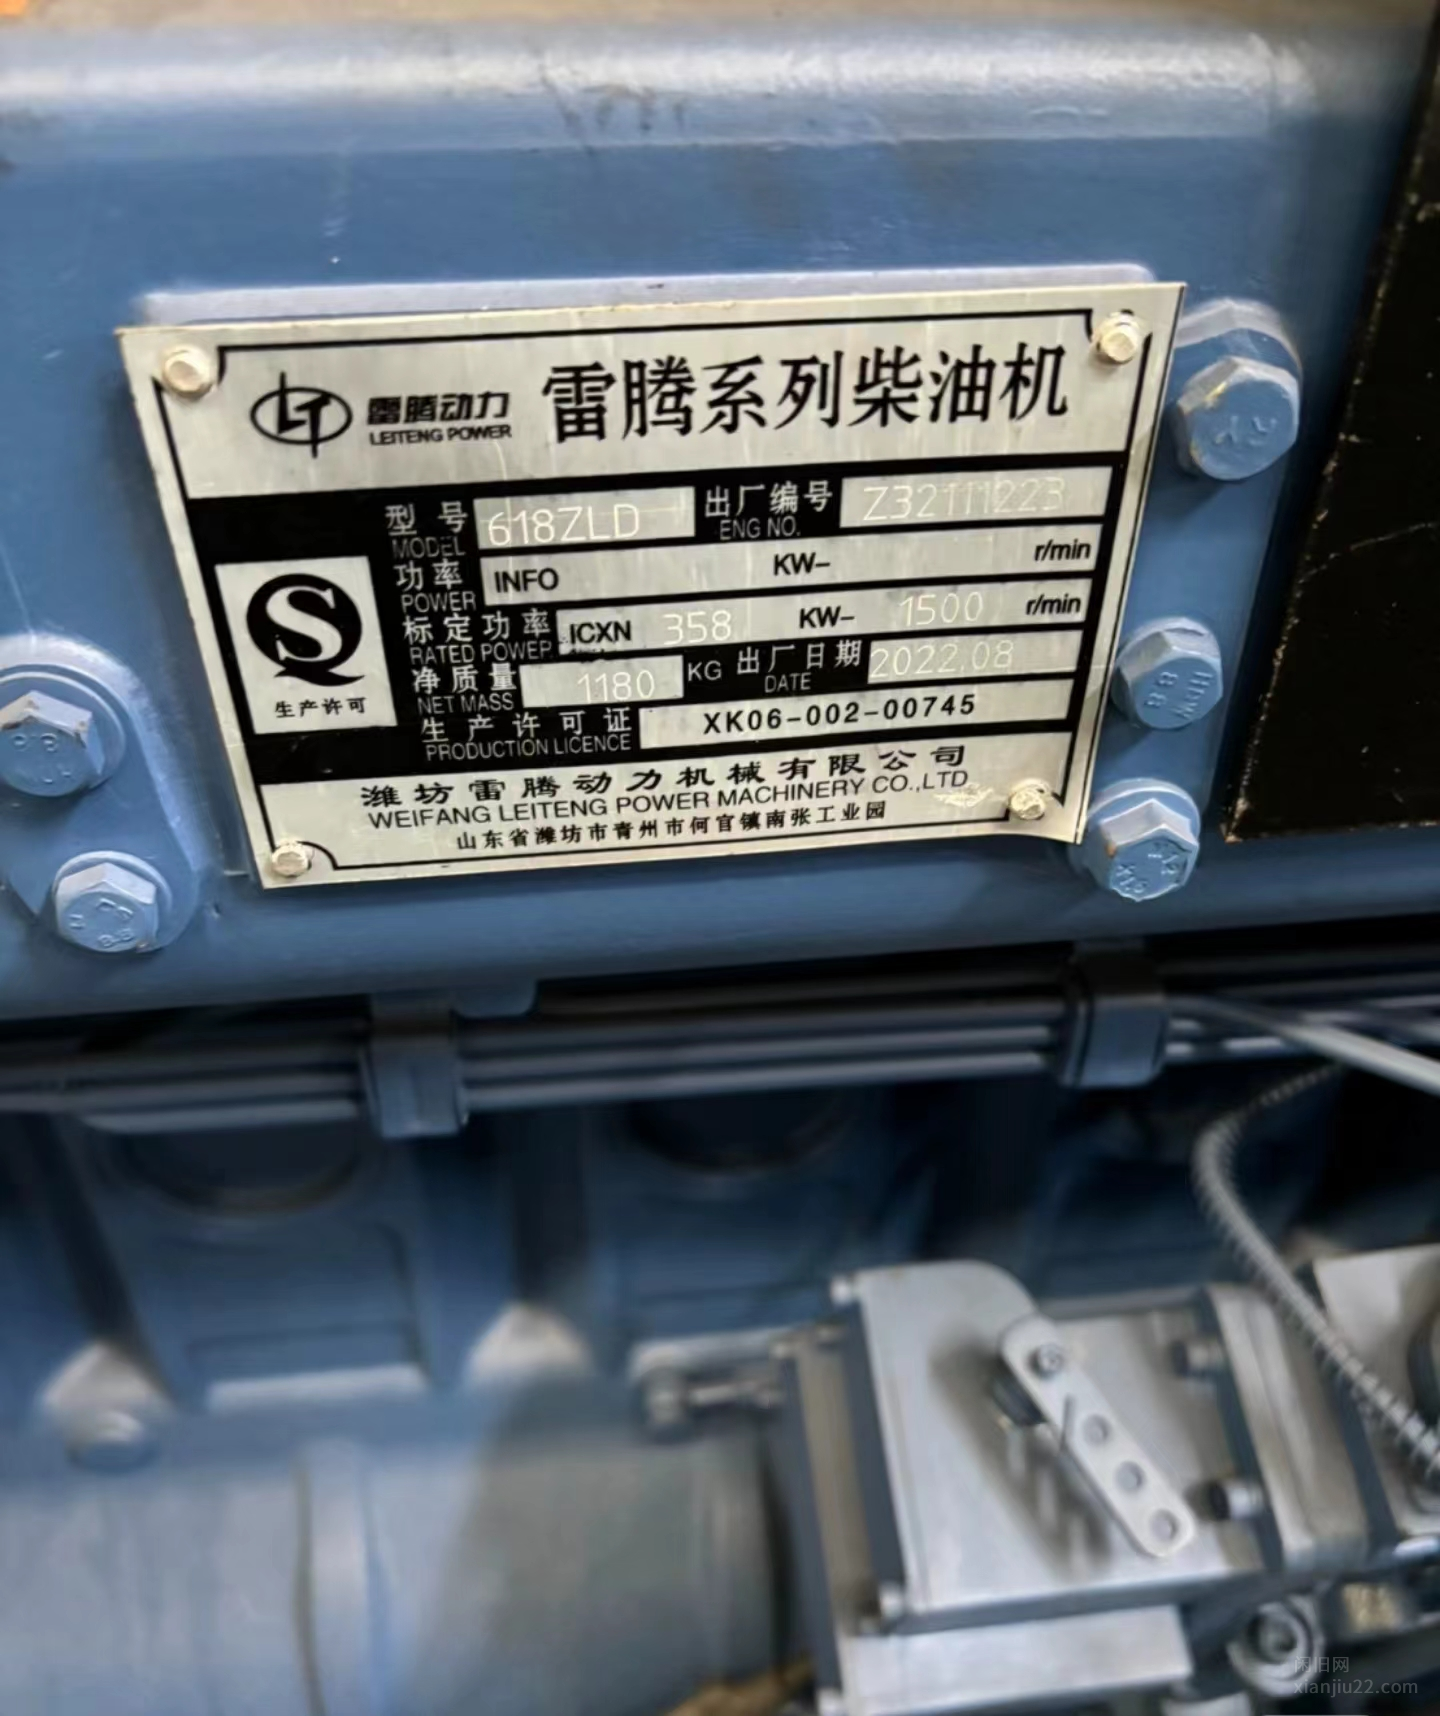 LT 雷腾动力 LEITENG POWER
雷腾系列柴油机
型号 MODEL 618ZLD 出厂编号 ENG NO. Z32111223
功率 POWER INFO KW- r/min
标定功率 RATED POWER ICXN 358 KW- 1500 r/min
净质量 NET MASS 1180 KG 出厂日期 DATE 2022.08
生产许可证 PRODUCTION LICENCE XK06-002-00745
S
生产许可
潍坊雷腾动力机械有限公司
WEIFANG LEITENG POWER MACHINERY CO.,LTD
山东省潍坊市青州市何官镇南张工业园
8.8
8.8
闲旧网
xianjiu22.com